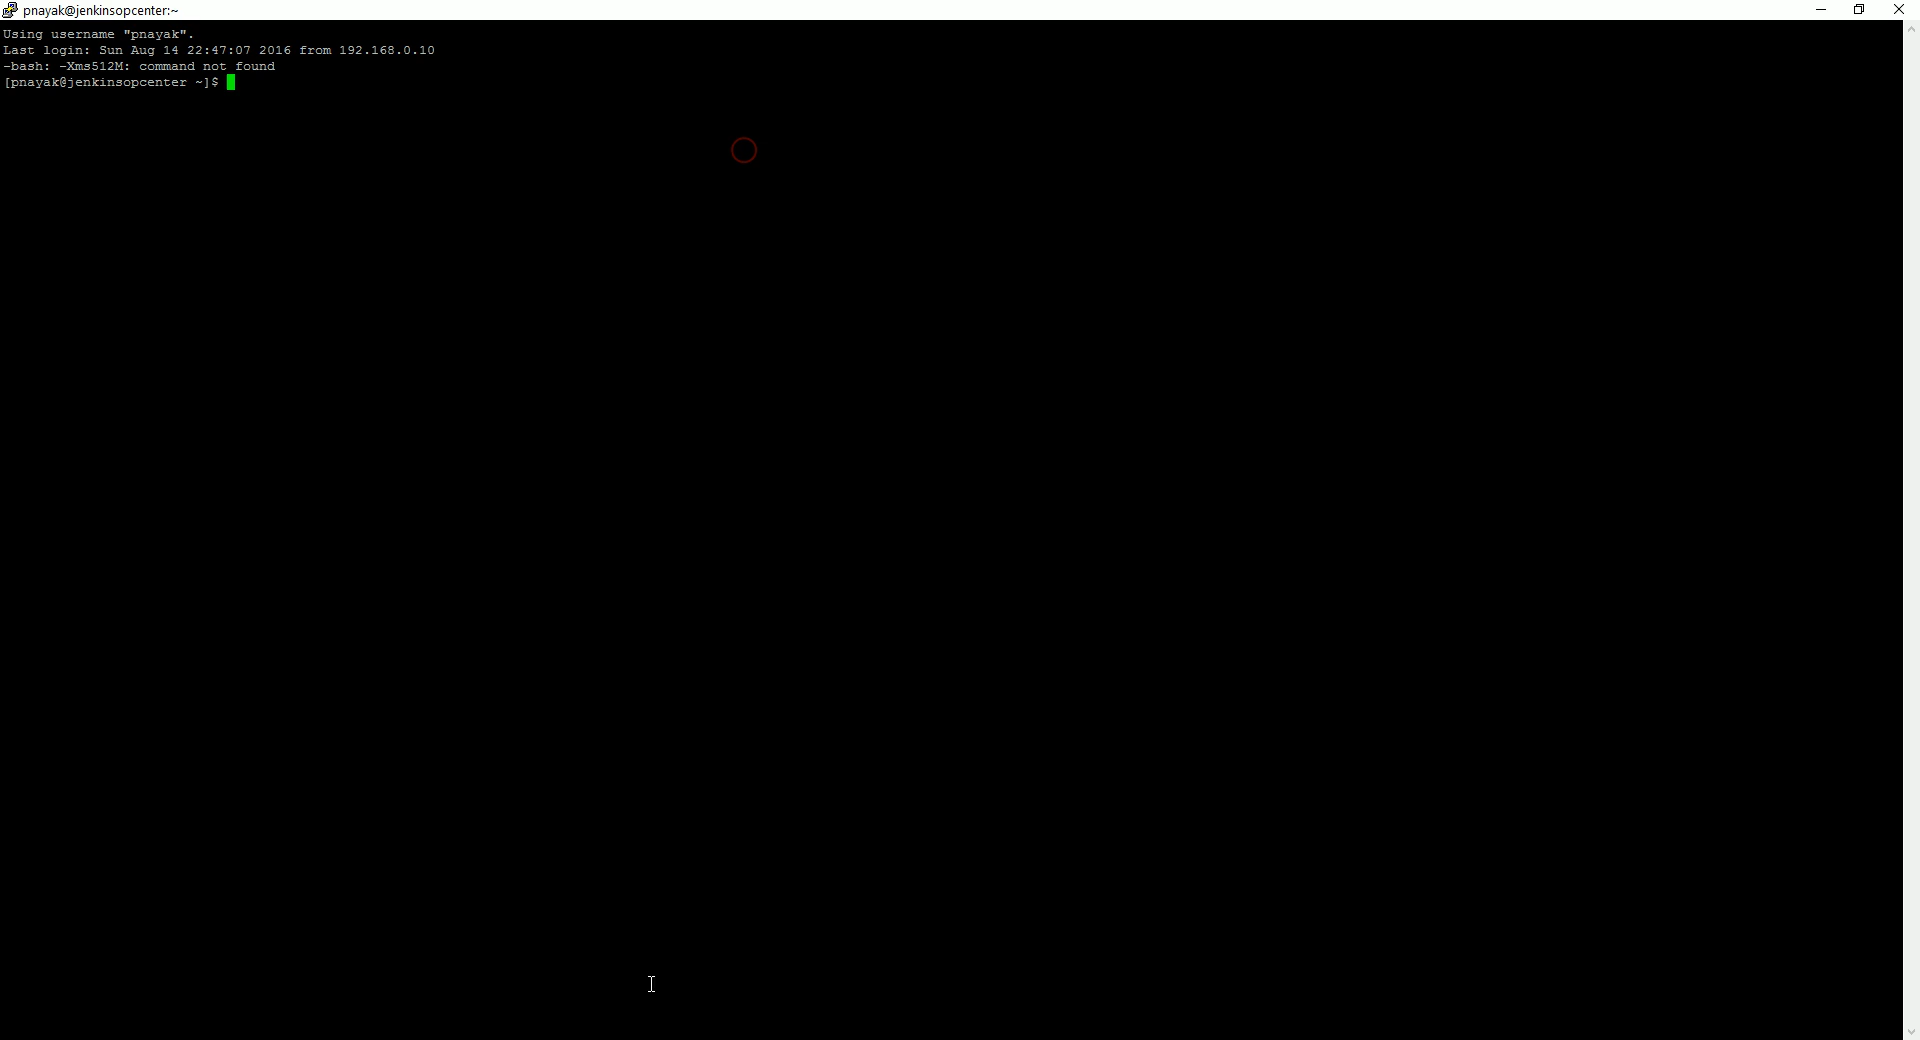 pnayak@jenkinsopcenter:~
Using username "pnayak".
Last login: Sun Aug 14 22:47:07 2016 from 192.168.0.10
-bash: -Xms512M: command not found
[pnayak@jenkinsopcenter ~]$